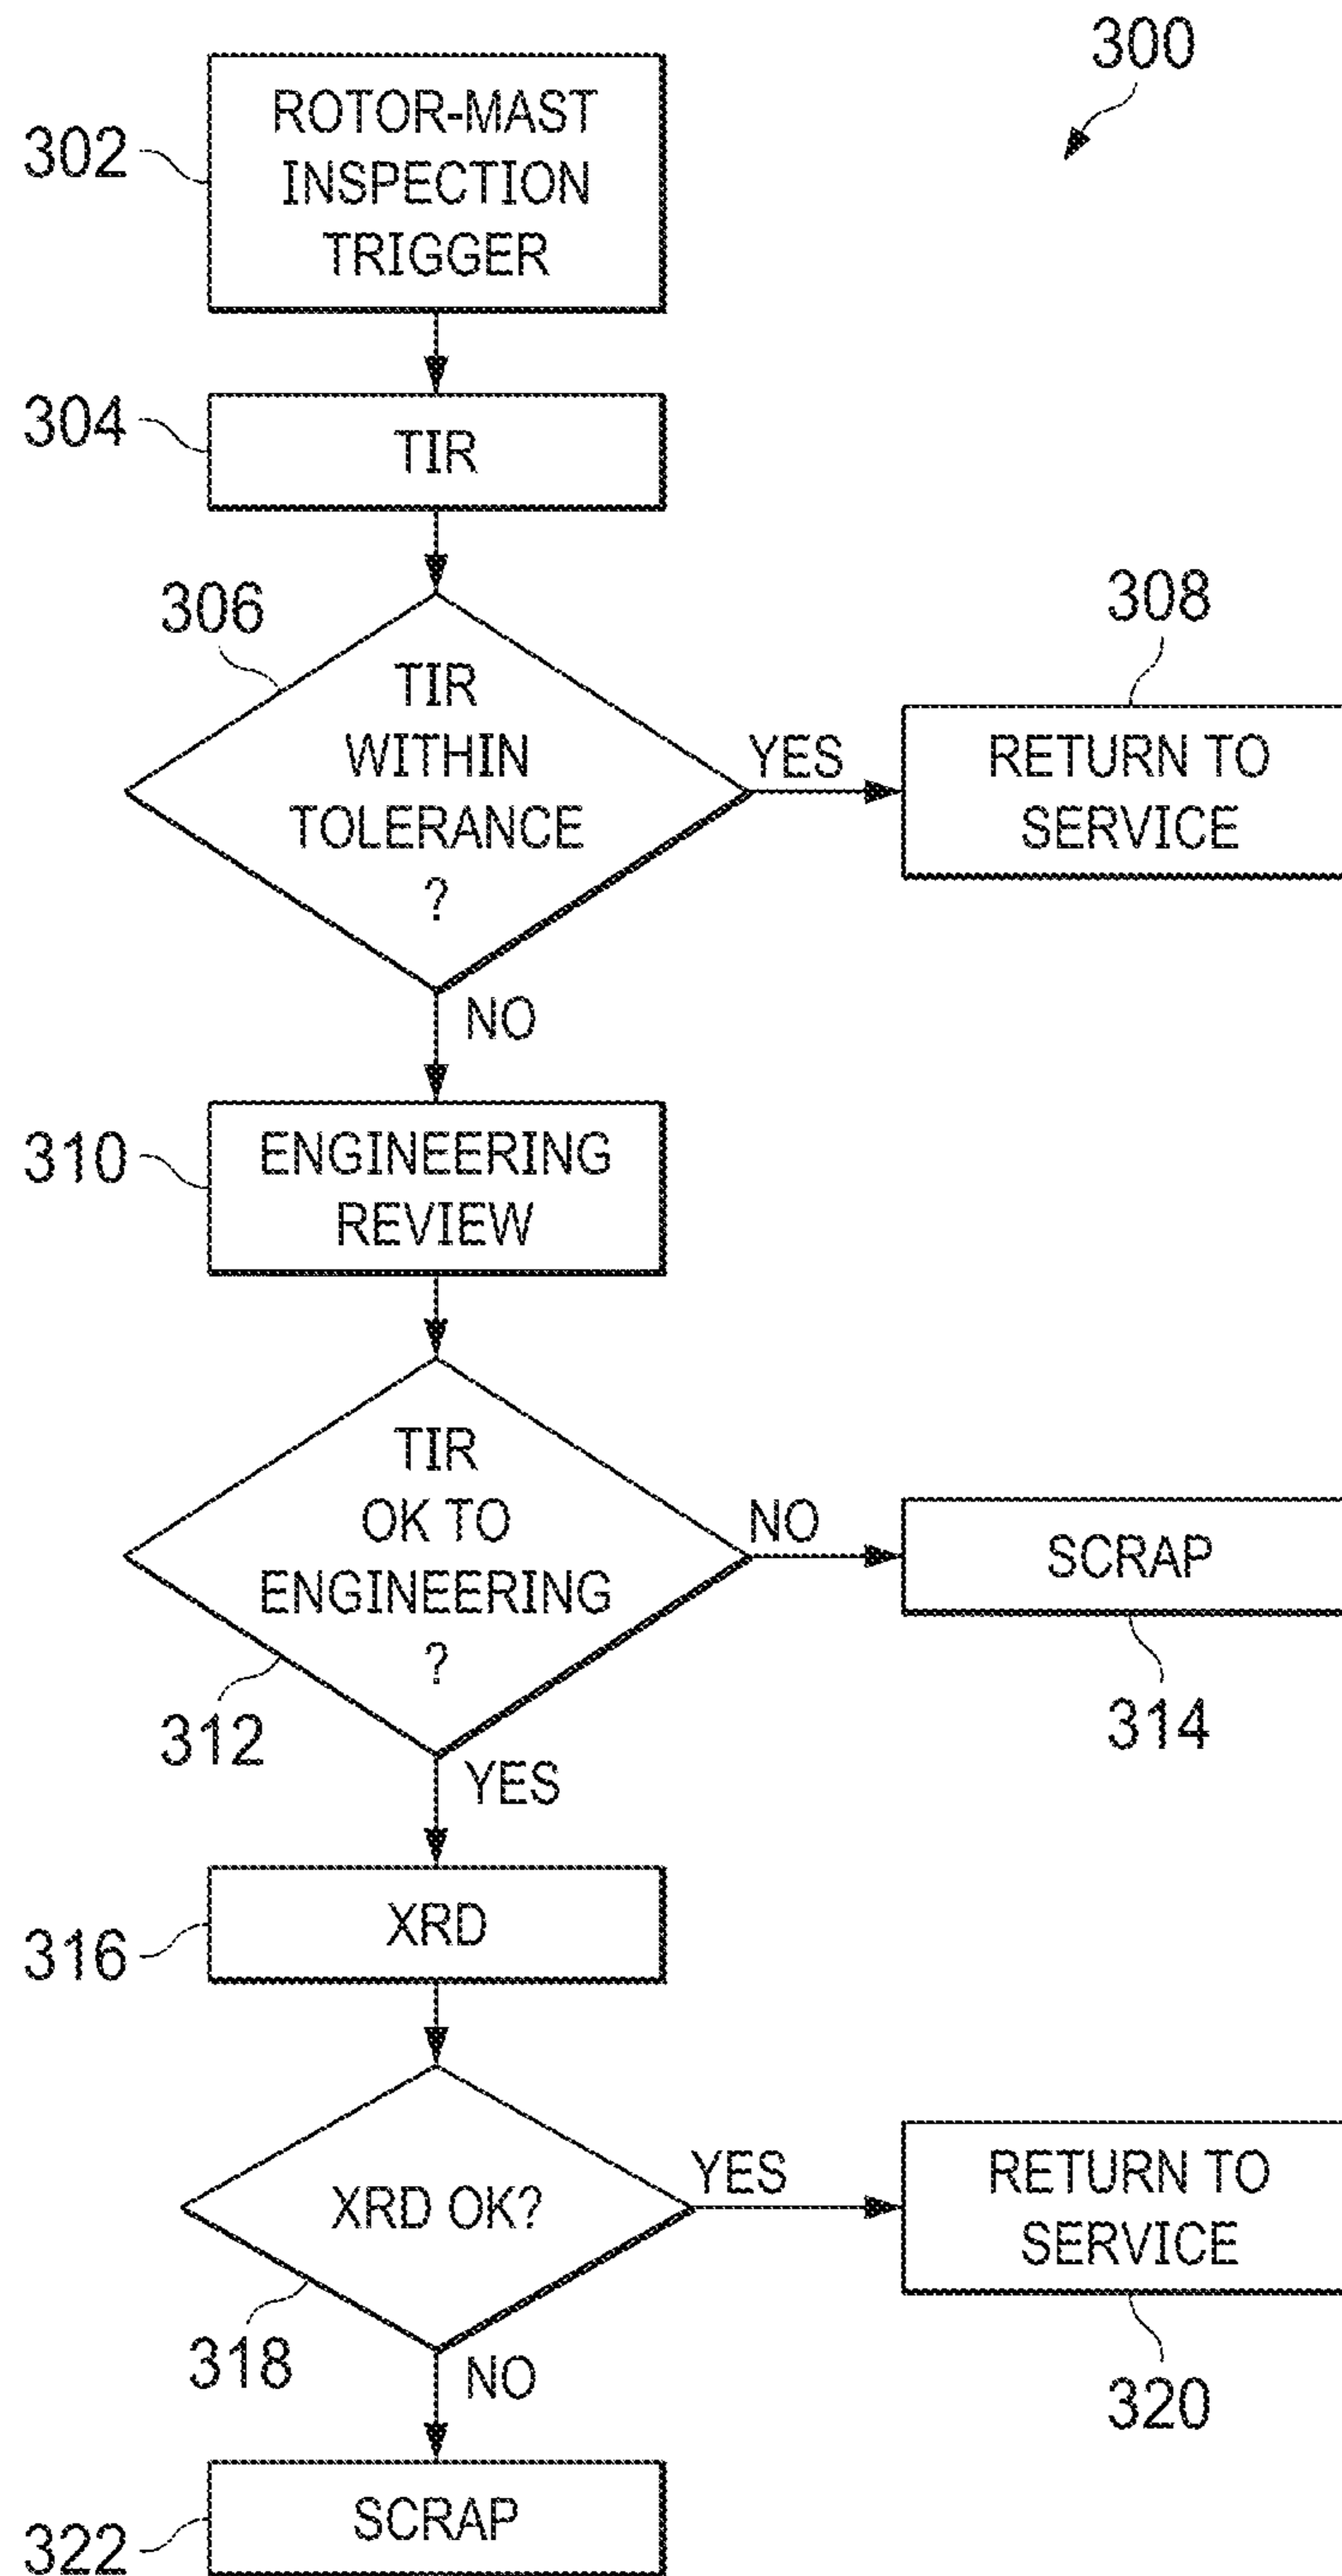 300
302
ROTOR-MAST
INSPECTION
TRIGGER
304
TIR
306
TIR
WITHIN
TOLERANCE
?
YES
308
RETURN TO
SERVICE
NO
310
ENGINEERING
REVIEW
TIR
OK TO
ENGINEERING
?
312
NO
SCRAP
314
YES
316
XRD
XRD OK?
318
YES
RETURN TO
SERVICE
320
NO
322
SCRAP